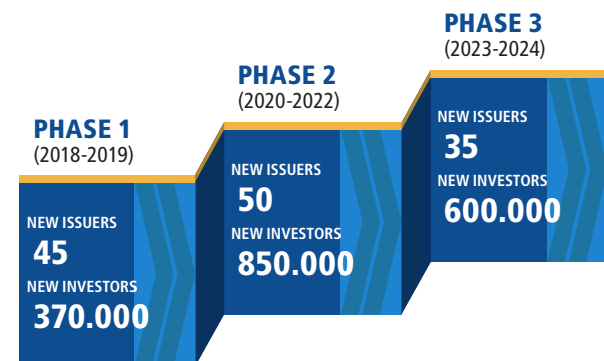 PHASE 1
(2018-2019)
NEW ISSUERS
45
NEW INVESTORS
370.000
PHASE 2
(2020-2022)
NEW ISSUERS
50
NEW INVESTORS
850.000
PHASE 3
(2023-2024)
NEW ISSUERS
35
NEW INVESTORS
600.000